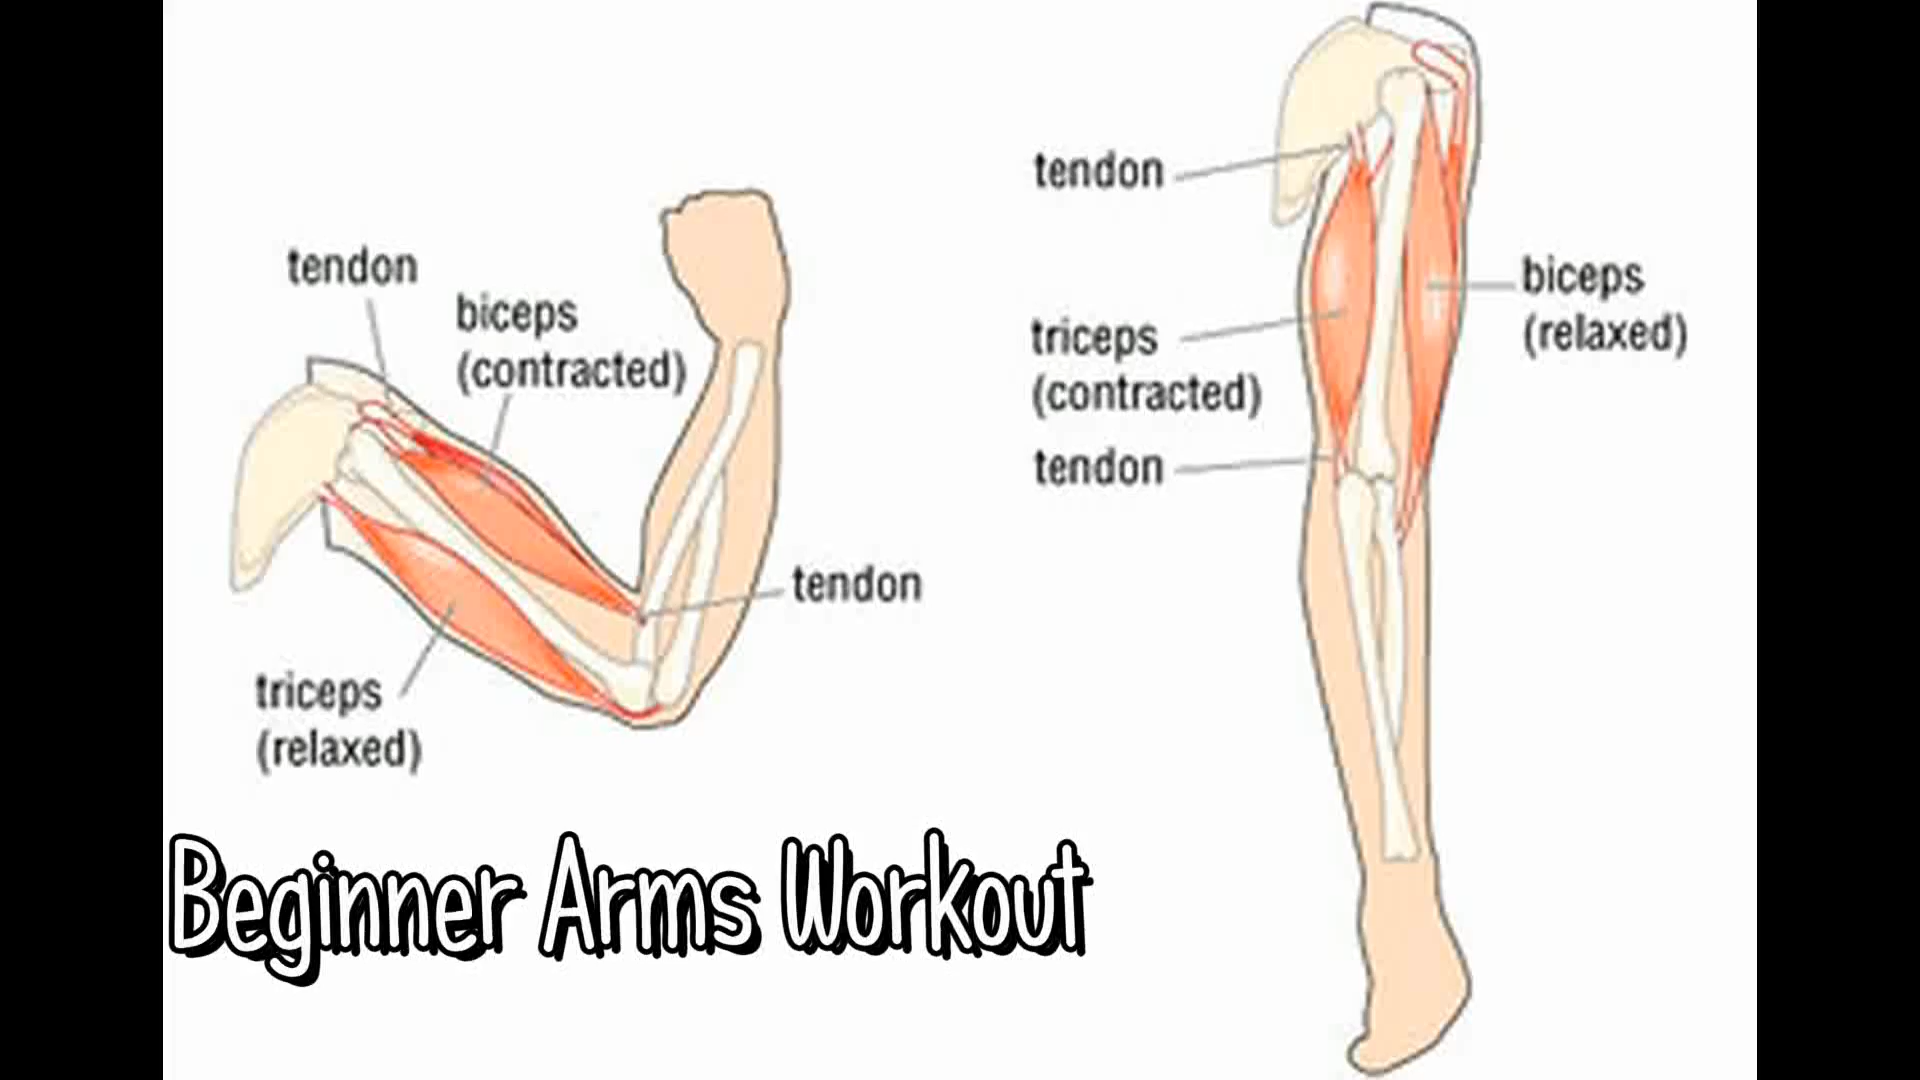 tendon
biceps
(contracted)
tendon
triceps
(relaxed)
tendon
triceps
(contracted)
tendon
biceps
(relaxed)
Beginner Arms Workout